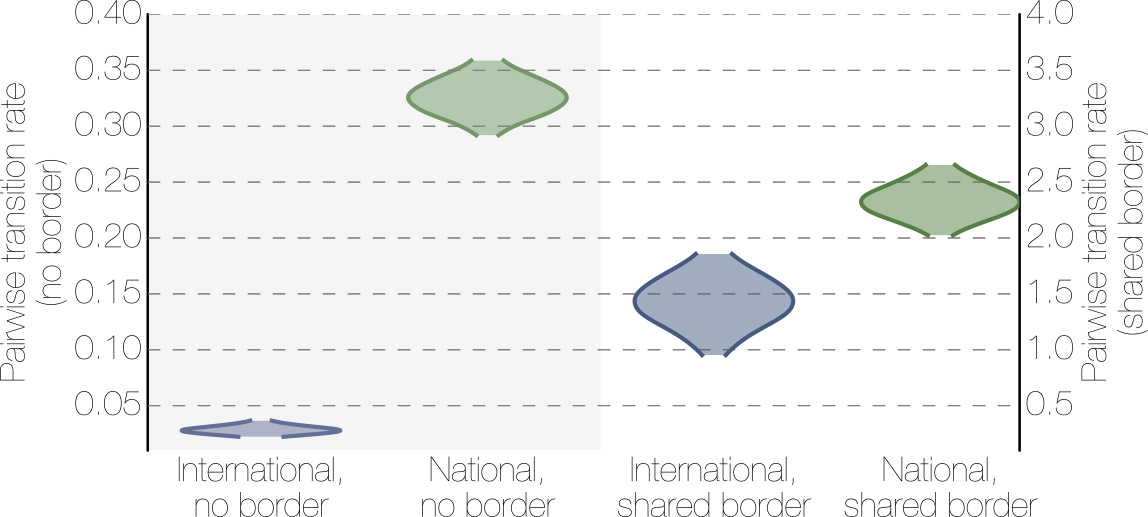 Pairwise transition rate
(no border)
0.40
0.35
0.30
0.25
0.20
0.15
0.10
0.05
4.0
3.5
3.0
2.5
2.0
1.5
1.0
0.5
Pairwise transition rate
(shared border)
International,
no border
National,
no border
International,
shared border
National,
shared border